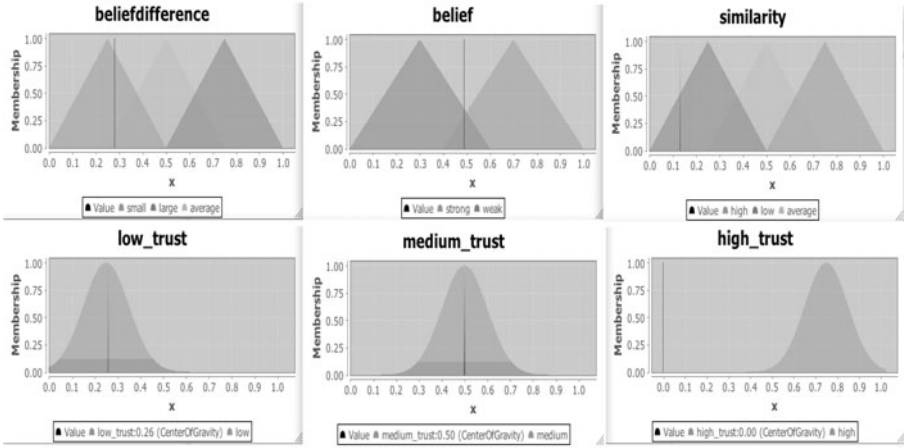 beliefdifference
Membership
1.00
0.75
0.50
0.25
0.00
0.0 0.1 0.2 0.3 0.4 0.5 0.6 0.7 0.8 0.9 1.0
x
Value small large average
belief
Membership
1.00
0.75
0.50
0.25
0.00
0.0 0.1 0.2 0.3 0.4 0.5 0.6 0.7 0.8 0.9 1.0
x
Value strong weak
similarity
Membership
1.00
0.75
0.50
0.25
0.00
0.0 0.1 0.2 0.3 0.4 0.5 0.6 0.7 0.8 0.9 1.0
x
Value high low average
low_trust
Membership
1.00
0.75
0.50
0.25
0.00
0.0 0.1 0.2 0.3 0.4 0.5 0.6 0.7 0.8 0.9 1.0
x
Value low_trust:0.26 (CenterOfGravity) low
medium_trust
Membership
1.00
0.75
0.50
0.25
0.00
0.0 0.1 0.2 0.3 0.4 0.5 0.6 0.7 0.8 0.9 1.0
x
Value medium_trust:0.50 (CenterOfGravity) medium
high_trust
Membership
1.00
0.75
0.50
0.25
0.00
0.0 0.1 0.2 0.3 0.4 0.5 0.6 0.7 0.8 0.9 1.0
x
Value high_trust:0.00 (CenterOfGravity) high